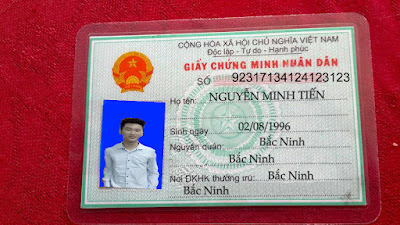 CỘNG HÒA XÃ HỘI CHỦ NGHĨA VIỆT NAM
Độc lập - Tự do - Hạnh phúc
GIẤY CHỨNG MINH NHÂN DÂN
SỐ 92317134124123123
Họ tên: NGUYỄN MINH TIẾN
Sinh ngày 02/08/1996
Nguyên quán: Bắc Ninh
Bắc Ninh
Nơi ĐKHK thường trú: Bắc Ninh
Bắc Ninh